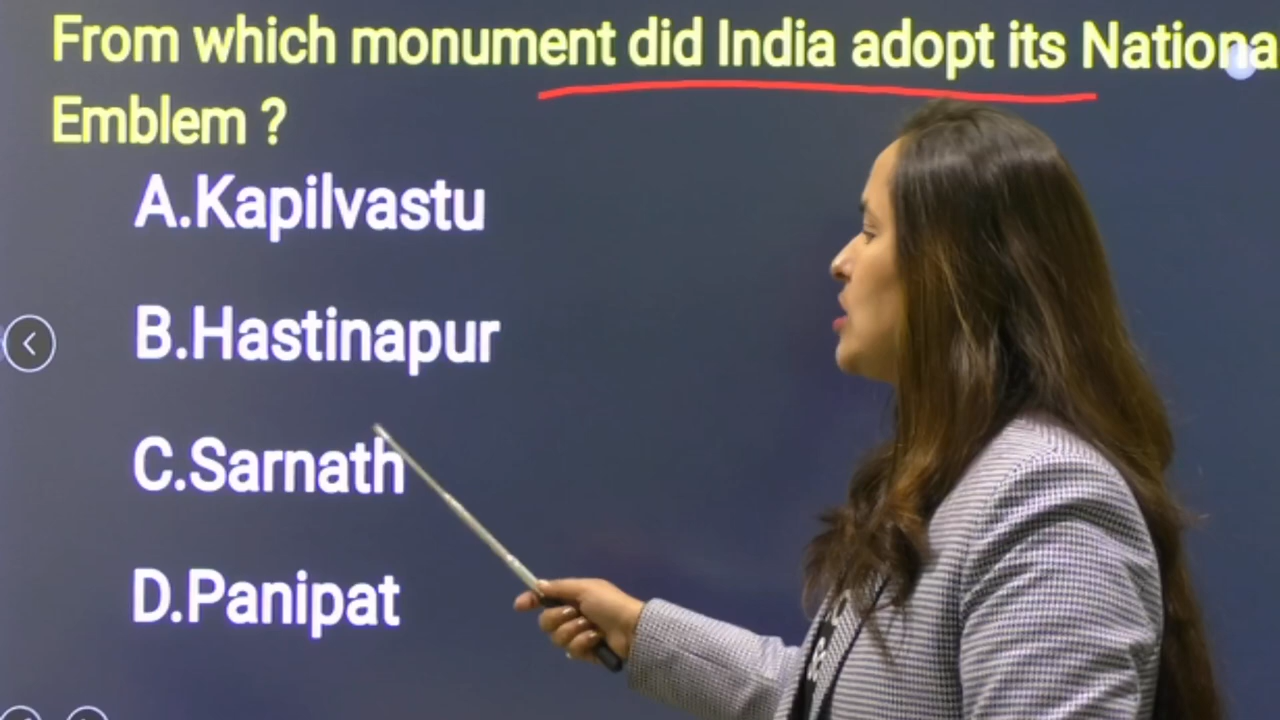 From which monument did India adopt its Nationa
Emblem ?
A.Kapilvastu
B.Hastinapur
C.Sarnath
D.Panipat